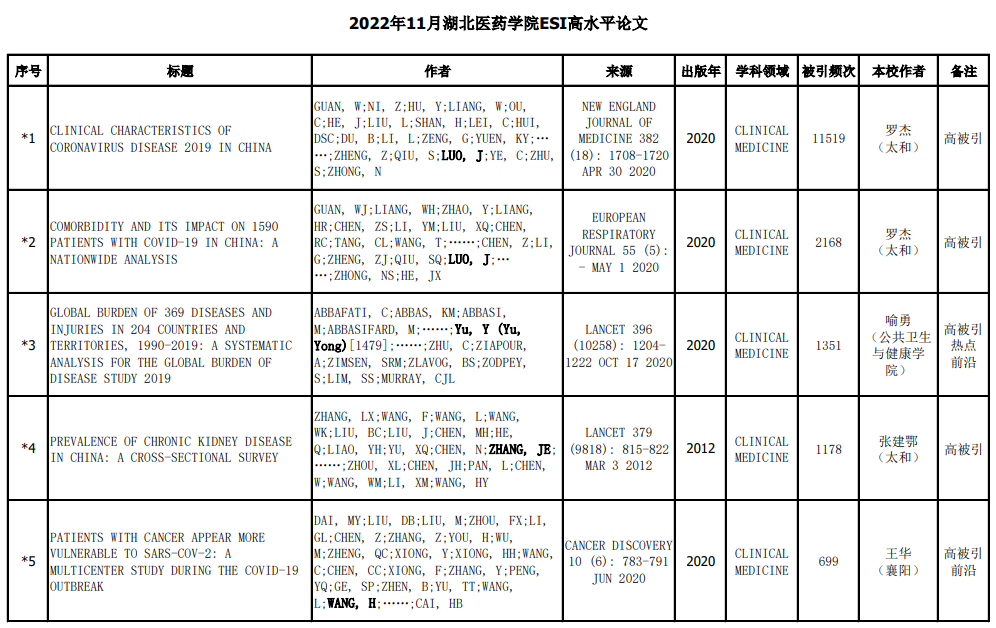 2022年11月湖北医药学院ESI高水平论文
序号 标题 作者 来源 出版年 学科领域 被引频次 本校作者 备注
*1
CLINICAL CHARACTERISTICS OF
CORONAVIRUS DISEASE 2019 IN CHINA
GUAN, W;NI, Z;HU, Y;LIANG, W;OU,
C;HE, J;LIU, L;SHAN, H;LEI, C;HUI,
DSC;DU, B;LI, L;ZENG, G;YUEN, KY;…
…;ZHENG, Z;QIU, S;LUO, J;YE, C;ZHU,
S;ZHONG, N
NEW ENGLAND
JOURNAL OF
MEDICINE 382
(18): 1708-1720
APR 30 2020
2020
CLINICAL
MEDICINE
11519
罗杰
（太和）
高被引
*2
COMORBIDITY AND ITS IMPACT ON 1590
PATIENTS WITH COVID-19 IN CHINA: A
NATIONWIDE ANALYSIS
GUAN, WJ;LIANG, WH;ZHAO, Y;LIANG,
HR;CHEN, ZS;LI, YM;LIU, XQ;CHEN,
RC;TANG, CL;WANG, T;……;CHEN, Z;LI,
G;ZHENG, ZJ;QIU, SQ;LUO, J;…
…;ZHONG, NS;HE, JX
EUROPEAN
RESPIRATORY
JOURNAL 55 (5):
- MAY 1 2020
2020
CLINICAL
MEDICINE
2168
罗杰
（太和）
高被引
*3
GLOBAL BURDEN OF 369 DISEASES AND
INJURIES IN 204 COUNTRIES AND
TERRITORIES, 1990-2019: A SYSTEMATIC
ANALYSIS FOR THE GLOBAL BURDEN OF
DISEASE STUDY 2019
ABBAFATI, C;ABBAS, KM;ABBASI,
M;ABBASIFARD, M;……;Yu, Y (Yu,
Yong)[1479];……;ZHU, C;ZIAPOUR,
A;ZIMSEN, SRM;ZLAVOG, BS;ZODPEY,
S;LIM, SS;MURRAY, CJL
LANCET 396
(10258): 1204-
1222 OCT 17 2020
2020
CLINICAL
MEDICINE
1351
喻勇
（公共卫生
与健康学
院）
高被引
热点
前沿
*4
PREVALENCE OF CHRONIC KIDNEY DISEASE
IN CHINA: A CROSS-SECTIONAL SURVEY
ZHANG, LX;WANG, F;WANG, L;WANG,
WK;LIU, BC;LIU, J;CHEN, MH;HE,
Q;LIAO, YH;YU, XQ;CHEN, N;ZHANG, JE;
……;ZHOU, XL;CHEN, JH;PAN, L;CHEN,
W;WANG, WM;LI, XM;WANG, HY
LANCET 379
(9818): 815-822
MAR 3 2012
2012
CLINICAL
MEDICINE
1178
张建鄂
（太和）
高被引
*5
PATIENTS WITH CANCER APPEAR MORE
VULNERABLE TO SARS-COV-2: A
MULTICENTER STUDY DURING THE COVID-19
OUTBREAK
DAI, MY;LIU, DB;LIU, M;ZHOU, FX;LI,
GL;CHEN, Z;ZHANG, Z;YOU, H;WU,
M;ZHENG, QC;XIONG, Y;XIONG, HH;WANG,
C;CHEN, CC;XIONG, F;ZHANG, Y;PENG,
YQ;GE, SP;ZHEN, B;YU, TT;WANG,
L;WANG, H;……;CAI, HB
CANCER DISCOVERY
10 (6): 783-791
JUN 2020
2020
CLINICAL
MEDICINE
699
王华
（襄阳）
高被引
前沿